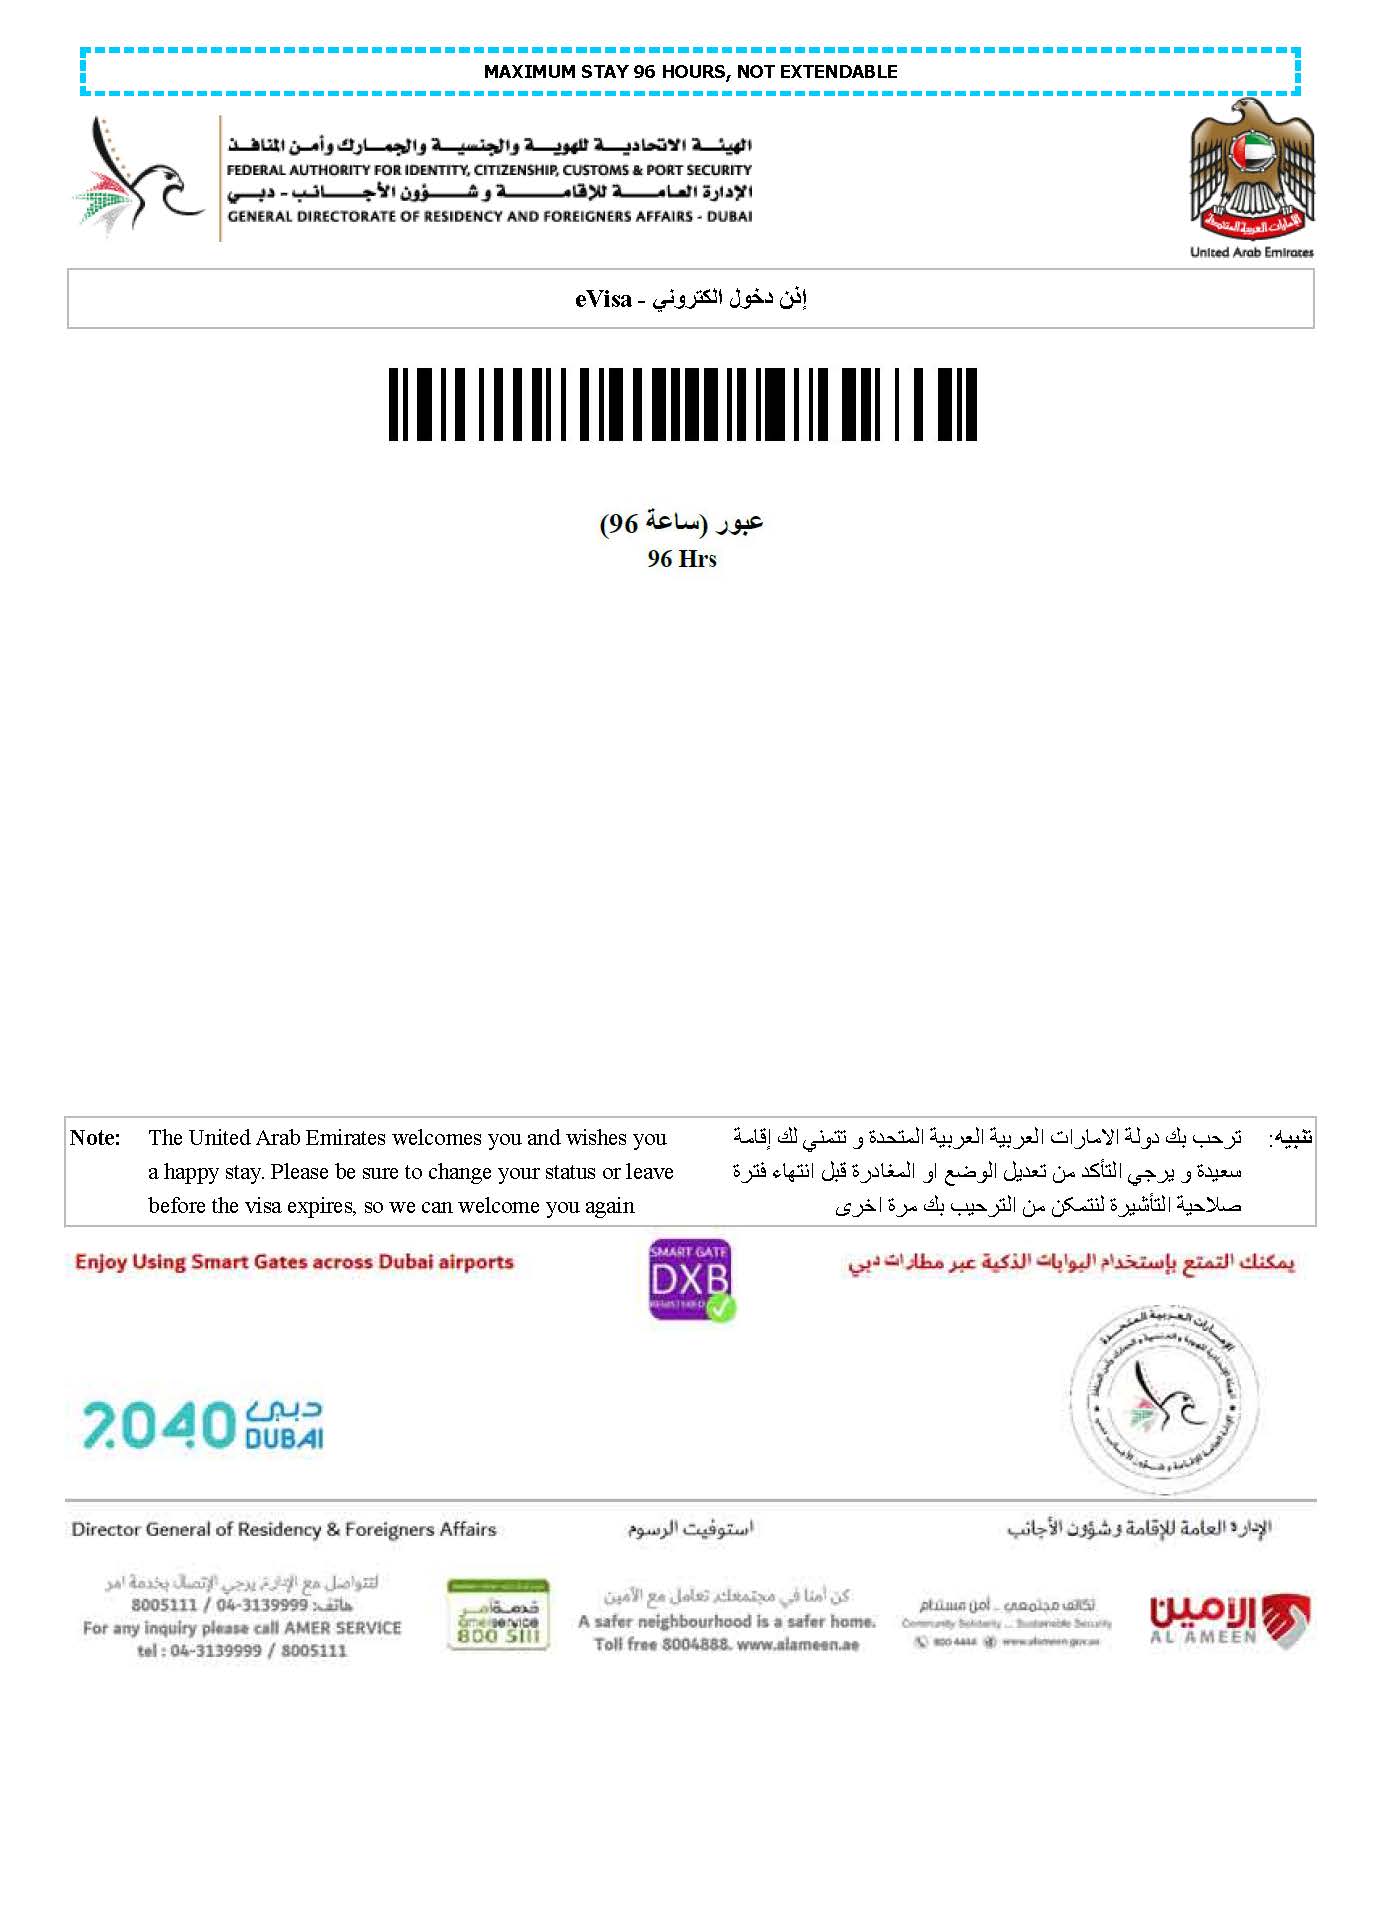 MAXIMUM STAY 96 HOURS, NOT EXTENDABLE
الهيئة الاتحادية للهوية والجنسية والجمارك وأمن المنافذ
FEDERAL AUTHORITY FOR IDENTITY, CITIZENSHIP, CUSTOMS & PORT SECURITY
الإدارة العامة للإقامة وشؤون الأجانب - دبي
GENERAL DIRECTORATE OF RESIDENCY AND FOREIGNERS AFFAIRS - DUBAI
الإمارات العربية المتحدة
United Arab Emirates
eVisa - إذن دخول الكتروني
عبور (ساعة 96)
96 Hrs
Note: The United Arab Emirates welcomes you and wishes you
a happy stay. Please be sure to change your status or leave
before the visa expires, so we can welcome you again
تنبيه: ترحب بك دولة الامارات العربية العربية المتحدة و تتمني لك إقامة
سعيدة و يرجي التأكد من تعديل الوضع او المغادرة قبل انتهاء فترة
صلاحية التأشيرة لنتمكن من الترحيب بك مرة اخرى
Enjoy Using Smart Gates across Dubai airports
SMART GATE
DXB
REGISTERED
يمكنك التمتع بإستخدام البوابات الذكية عبر مطارات دبي
الإمارات العربية المتحدة
2040 دبي
DUBAI
Director General of Residency & Foreigners Affairs
استوفيت الرسوم
الإدارة العامة للإقامة وشؤون الأجانب
للتواصل مع الإدارة, يرجي الإتصال بخدمة امر
هاتف: 04-3139999 / 8005111
For any inquiry please call AMER SERVICE
tel : 04-3139999 / 8005111
خدمة آمر
amer service
800 5111
كن أمنا في مجتمعك, تعامل مع الأمين
A safer neighbourhood is a safer home.
Toll free 8004888. www.alameen.ae
تكاتف مجتمعي .. أمن مستدام
Community Solidarity ... Sustainable Security
800 4444 www.alameen.gov.ae
الأمين
AL AMEEN